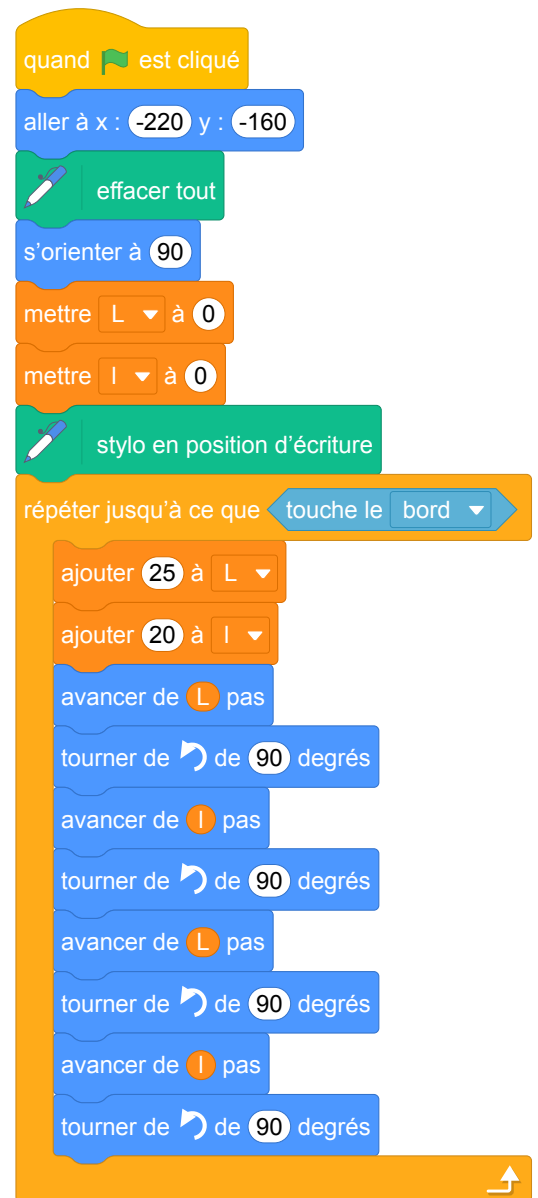 quand est cliqué
aller à x : -220 y : -160
effacer tout
s’orienter à 90
mettre L à 0
mettre l à 0
stylo en position d’écriture
répéter jusqu’à ce que touche le bord
ajouter 25 à L
ajouter 20 à l
avancer de L pas
tourner de de 90 degrés
avancer de l pas
tourner de de 90 degrés
avancer de L pas
tourner de de 90 degrés
avancer de l pas
tourner de de 90 degrés